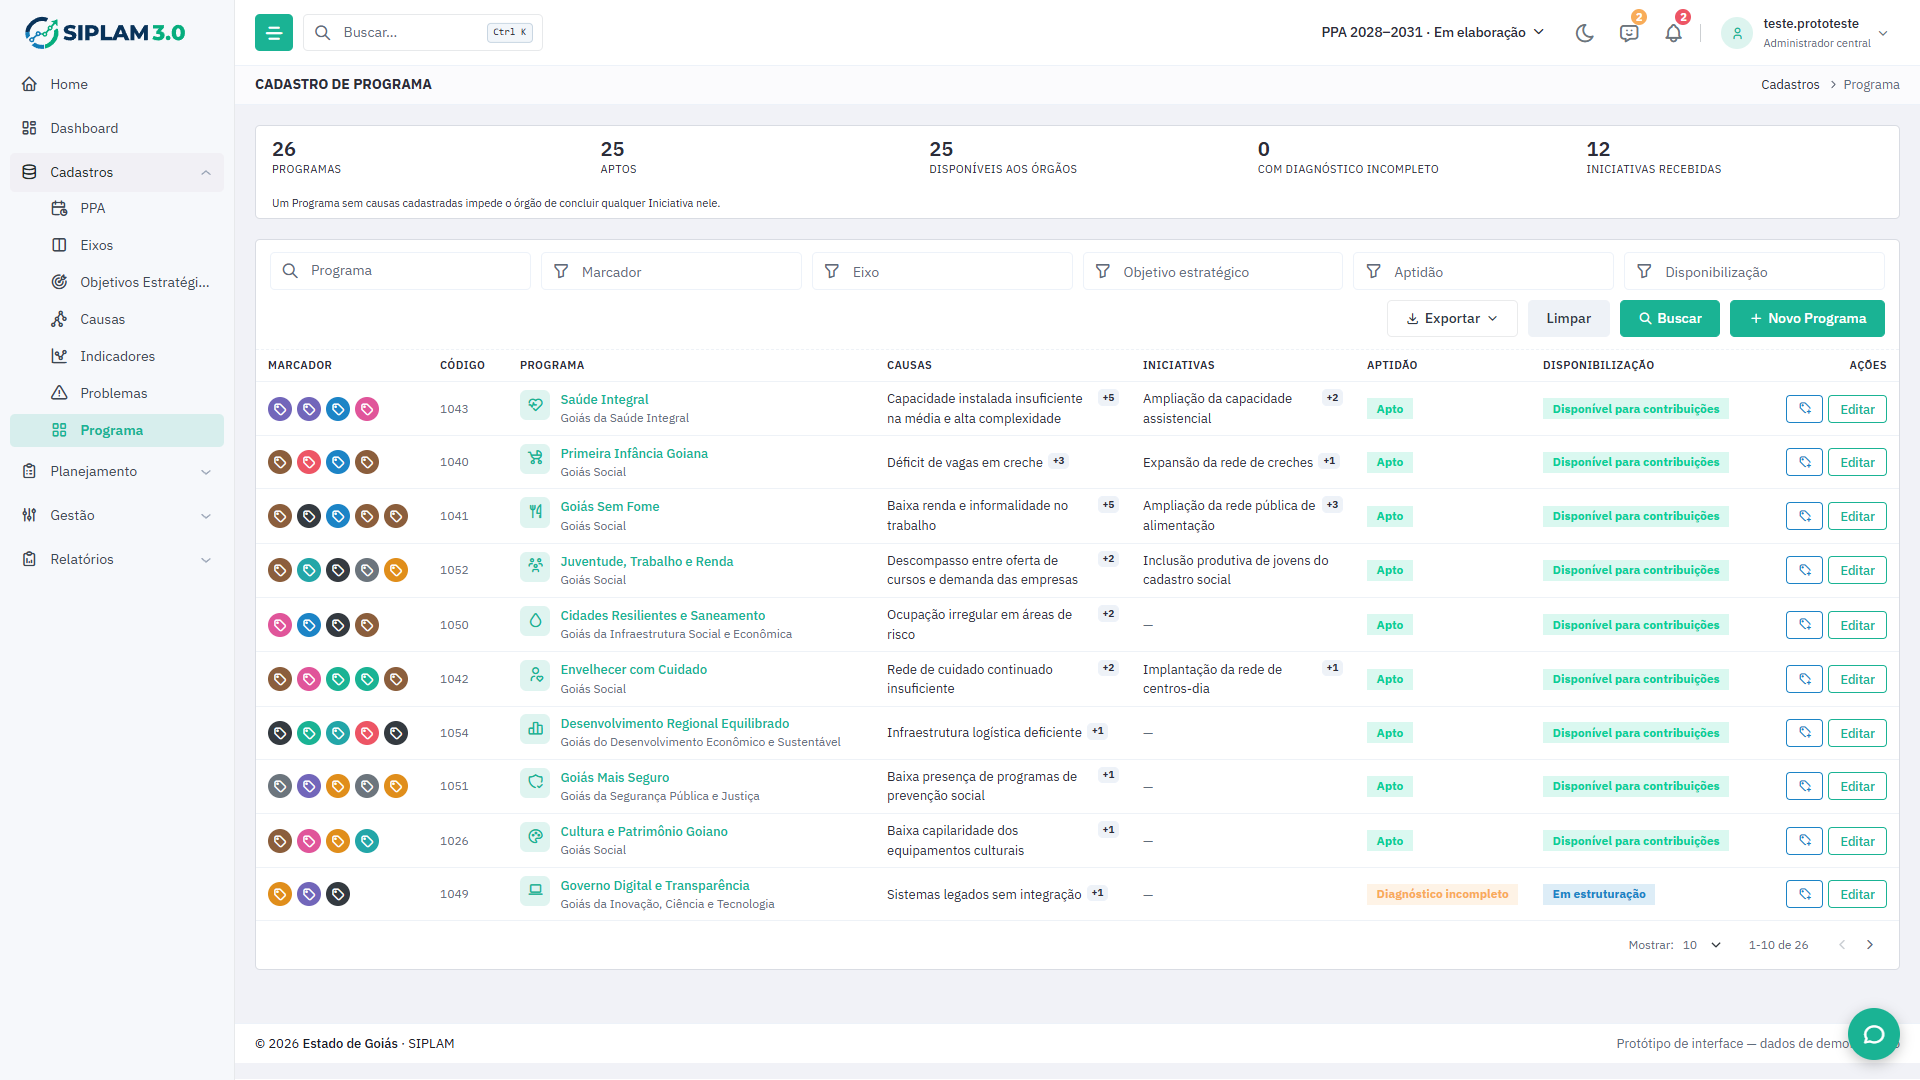 SIPLAM 3.0
Buscar...
Ctrl K
PPA 2028–2031 · Em elaboração
2
2
teste.prototeste
Administrador central
Home
Dashboard
Cadastros
PPA
Eixos
Objetivos Estratégi...
Causas
Indicadores
Problemas
Programa
Planejamento
Gestão
Relatórios
CADASTRO DE PROGRAMA
Cadastros > Programa
26
PROGRAMAS
25
APTOS
25
DISPONÍVEIS AOS ÓRGÃOS
0
COM DIAGNÓSTICO INCOMPLETO
12
INICIATIVAS RECEBIDAS
Um Programa sem causas cadastradas impede o órgão de concluir qualquer Iniciativa nele.
Programa
Marcador
Eixo
Objetivo estratégico
Aptidão
Disponibilização
Exportar
Limpar
Buscar
+ Novo Programa
MARCADOR CÓDIGO PROGRAMA CAUSAS INICIATIVAS APTIDÃO DISPONIBILIZAÇÃO AÇÕES
1043
Saúde Integral
Goiás da Saúde Integral
Capacidade instalada insuficiente
na média e alta complexidade
+5
Ampliação da capacidade
assistencial
+2
Apto
Disponível para contribuições
Editar
1040
Primeira Infância Goiana
Goiás Social
Déficit de vagas em creche +3
Expansão da rede de creches +1
Apto
Disponível para contribuições
Editar
1041
Goiás Sem Fome
Goiás Social
Baixa renda e informalidade no
trabalho
+5
Ampliação da rede pública de
alimentação
+3
Apto
Disponível para contribuições
Editar
1052
Juventude, Trabalho e Renda
Goiás Social
Descompasso entre oferta de
cursos e demanda das empresas
+2
Inclusão produtiva de jovens do
cadastro social
Apto
Disponível para contribuições
Editar
1050
Cidades Resilientes e Saneamento
Goiás da Infraestrutura Social e Econômica
Ocupação irregular em áreas de
risco
+2
—
Apto
Disponível para contribuições
Editar
1042
Envelhecer com Cuidado
Goiás Social
Rede de cuidado continuado
insuficiente
+2
Implantação da rede de
centros-dia
+1
Apto
Disponível para contribuições
Editar
1054
Desenvolvimento Regional Equilibrado
Goiás do Desenvolvimento Econômico e Sustentável
Infraestrutura logística deficiente +1
—
Apto
Disponível para contribuições
Editar
1051
Goiás Mais Seguro
Goiás da Segurança Pública e Justiça
Baixa presença de programas de
prevenção social
+1
—
Apto
Disponível para contribuições
Editar
1026
Cultura e Patrimônio Goiano
Goiás Social
Baixa capilaridade dos
equipamentos culturais
+1
—
Apto
Disponível para contribuições
Editar
1049
Governo Digital e Transparência
Goiás da Inovação, Ciência e Tecnologia
Sistemas legados sem integração +1
—
Diagnóstico incompleto
Em estruturação
Editar
Mostrar: 10
1-10 de 26
© 2026 Estado de Goiás · SIPLAM
Protótipo de interface — dados de demo